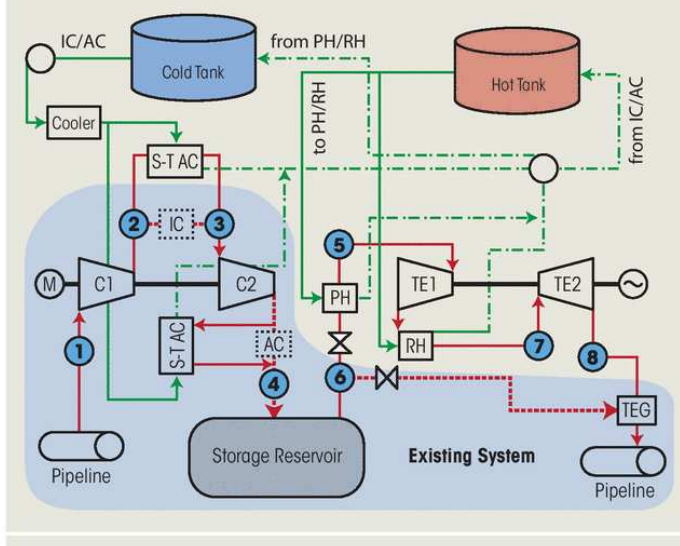 IC/AC
from PH/RH
Cold Tank
Hot Tank
Cooler
to PH/RH
from IC/AC
S-T AC
2
IC
3
5
M
C1
C2
PH
TE1
TE2
S-T AC
RH
1
AC
7
8
4
6
TEG
Pipeline
Storage Reservoir
Existing System
Pipeline